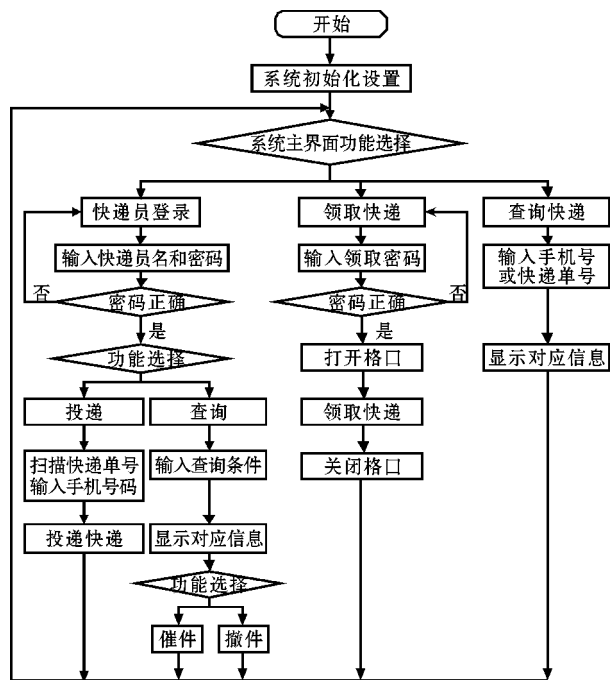 开始
系统初始化设置
系统主界面功能选择
快递员登录
领取快递
查询快递
输入快递员名和密码
输入领取密码
输入手机号
或快递单号
否
密码正确
密码正确
否
是
是
功能选择
打开格口
显示对应信息
投递
查询
领取快递
扫描快递单号
输入手机号码
输入查询条件
关闭格口
投递快递
显示对应信息
功能选择
催件
撤件